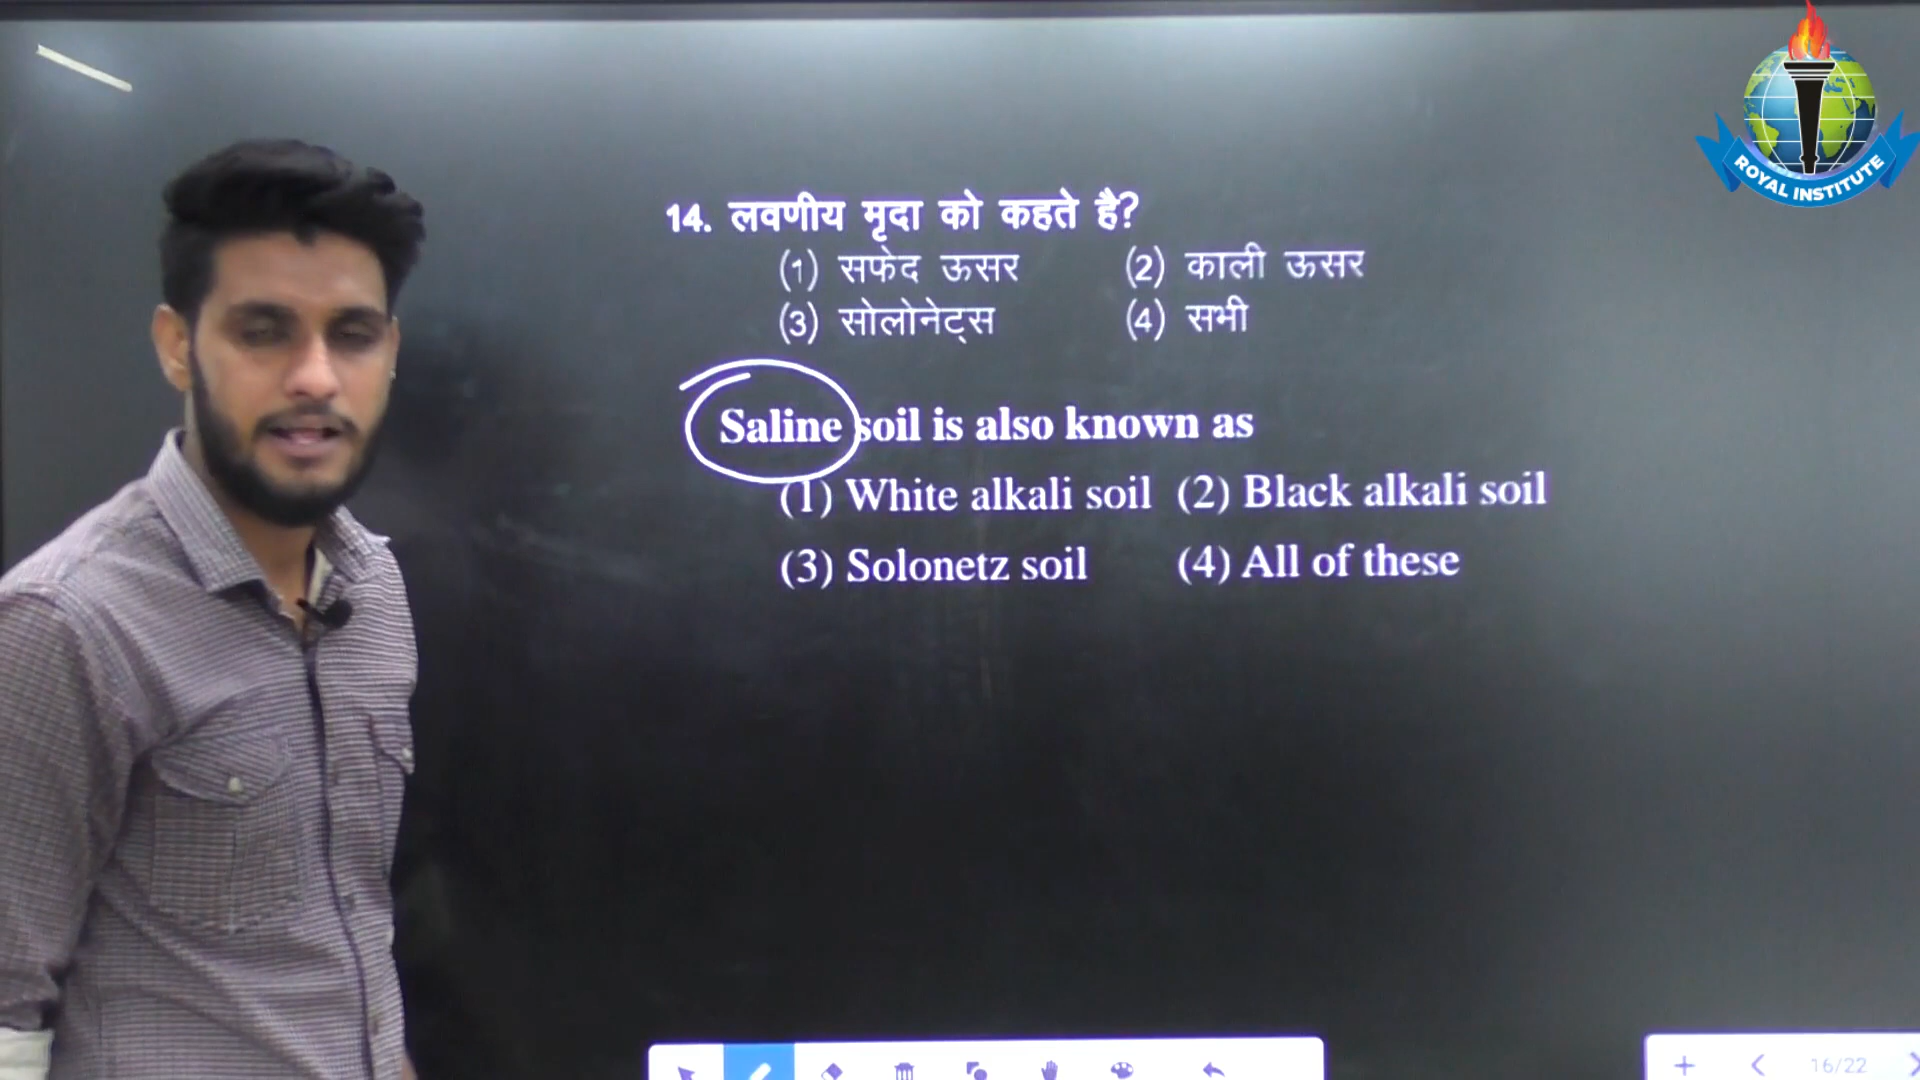 ROYAL INSTITUTE
14. लवणीय मृदा को कहते है?
(1) सफेद ऊसर (2) काली ऊसर
(3) सोलोनेट्स (4) सभी
Saline soil is also known as
(1) White alkali soil (2) Black alkali soil
(3) Solonetz soil (4) All of these
16/22